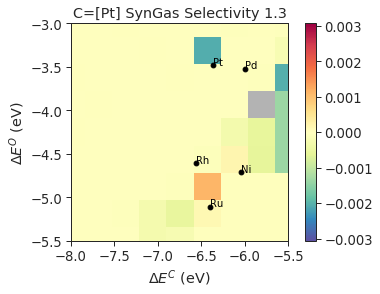 C=[Pt] SynGas Selectivity 1.3
−3.0
−3.5
−4.0
−4.5
−5.0
−5.5
ΔE^O (eV)
Pt
Pd
Rh
Ni
Ru
−8.0 −7.5 −7.0 −6.5 −6.0 −5.5
ΔE^C (eV)
0.003
0.002
0.001
0.000
−0.001
−0.002
−0.003